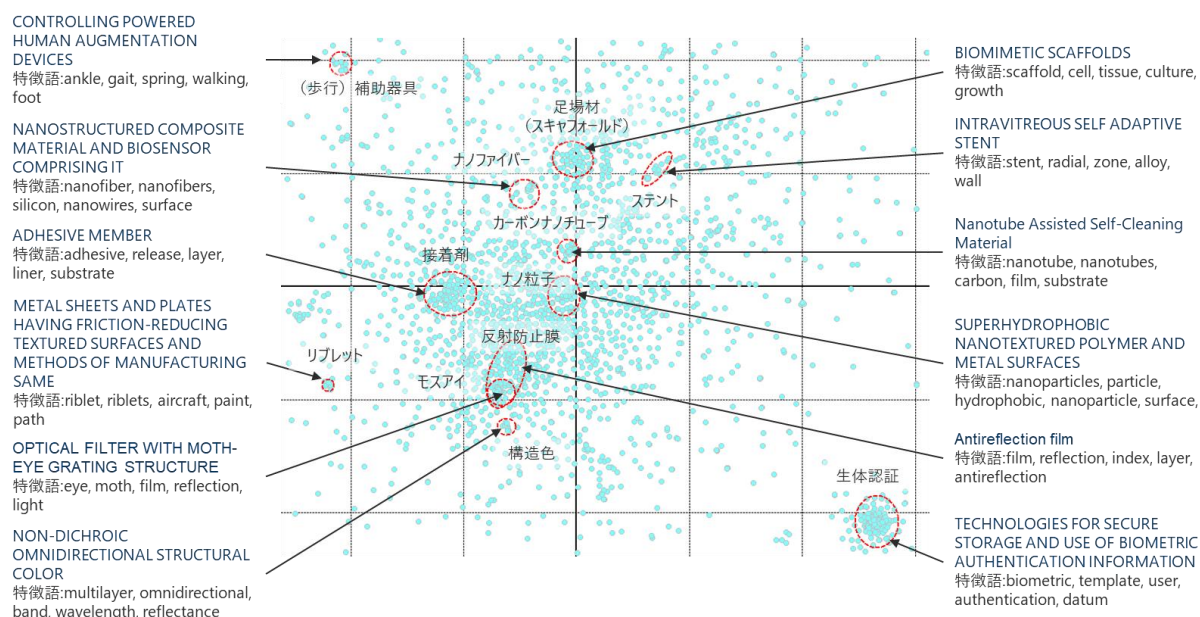 CONTROLLING POWERED
HUMAN AUGMENTATION
DEVICES
特徴語:ankle, gait, spring, walking,
foot
NANOSTRUCTURED COMPOSITE
MATERIAL AND BIOSENSOR
COMPRISING IT
特徴語:nanofiber, nanofibers,
silicon, nanowires, surface
ADHESIVE MEMBER
特徴語:adhesive, release, layer,
liner, substrate
METAL SHEETS AND PLATES
HAVING FRICTION-REDUCING
TEXTURED SURFACES AND
METHODS OF MANUFACTURING
SAME
特徴語:riblet, riblets, aircraft, paint,
path
OPTICAL FILTER WITH MOTH-
EYE GRATING STRUCTURE
特徴語:eye, moth, film, reflection,
light
NON-DICHROIC
OMNIDIRECTIONAL STRUCTURAL
COLOR
特徴語:multilayer, omnidirectional,
band, wavelength, reflectance
（歩行）補助器具
足場材
（スキャフォールド）
ナノファイバー
ステント
カーボンナノチューブ
接着剤
ナノ粒子
反射防止膜
リブレット
モスアイ
構造色
生体認証
BIOMIMETIC SCAFFOLDS
特徴語:scaffold, cell, tissue, culture,
growth
INTRAVITREOUS SELF ADAPTIVE
STENT
特徴語:stent, radial, zone, alloy,
wall
Nanotube Assisted Self-Cleaning
Material
特徴語:nanotube, nanotubes,
carbon, film, substrate
SUPERHYDROPHOBIC
NANOTEXTURED POLYMER AND
METAL SURFACES
特徴語:nanoparticles, particle,
hydrophobic, nanoparticle, surface,
Antireflection film
特徴語:film, reflection, index, layer,
antireflection
TECHNOLOGIES FOR SECURE
STORAGE AND USE OF BIOMETRIC
AUTHENTICATION INFORMATION
特徴語:biometric, template, user,
authentication, datum